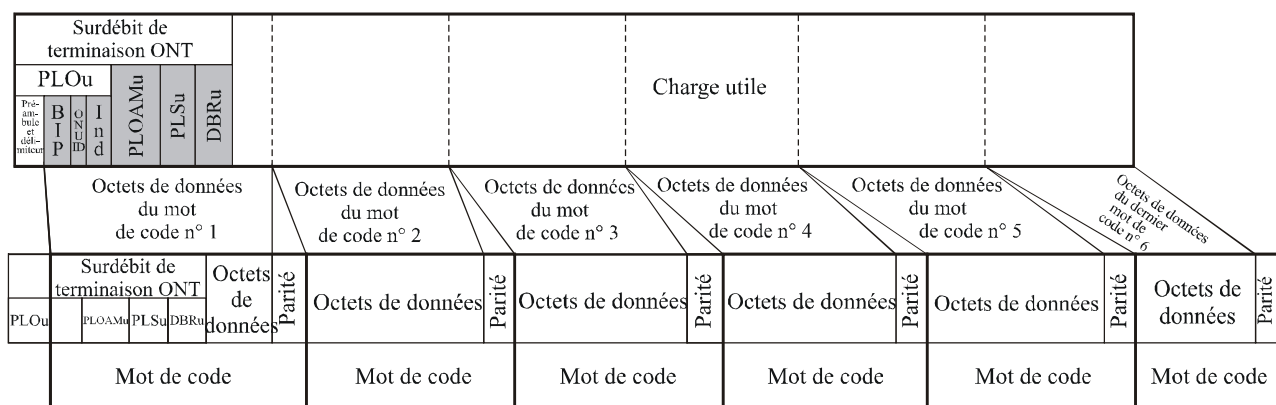 Surdébit de
terminaison ONT
PLOu
Pré-
am-
bule
et
déli-
miteur
BIP
ONU
ID
Ind
PLOAMu
PLSu
DBRu
Charge utile
Octets de données
du mot
de code n° 1
Octets de données
du mot
de code n° 2
Octets de données
du mot
de code n° 3
Octets de données
du mot
de code n° 4
Octets de données
du mot
de code n° 5
Octets de données
du dernier
mot de
code n° 6
PLOu
Surdébit de
terminaison ONT
PLOAMu
PLSu
DBRu
Octets
de
données
Parité
Octets de données
Parité
Octets de données
Parité
Octets de données
Parité
Octets de données
Parité
Octets de
données
Parité
Mot de code
Mot de code
Mot de code
Mot de code
Mot de code
Mot de code